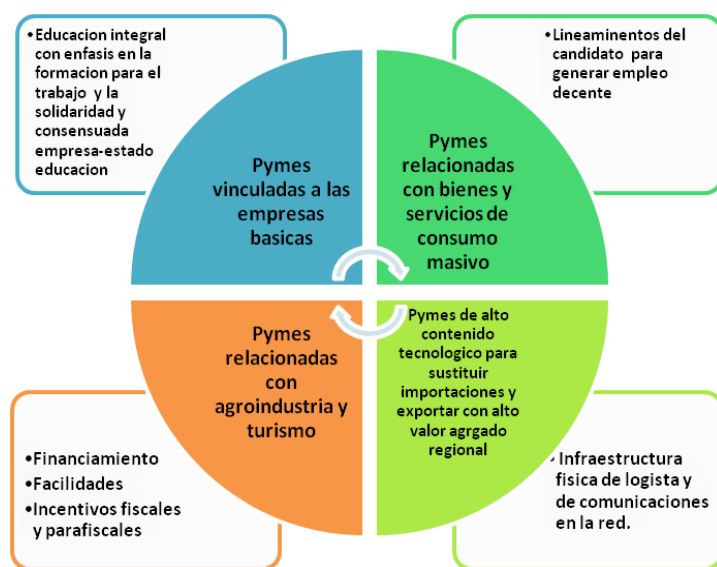 •Educacion integral
con enfasis en la
formacion para el
trabajo y la
solidaridad y
consensuada
empresa-estado
educacion
•Lineaminentos del
candidato para
generar empleo
decente
Pymes
vinculadas a las
empresas
basicas
Pymes
relacionadas
con bienes y
servicios de
consumo
masivo
Pymes
relacionadas
con
agroindustria y
turismo
Pymes de alto
contenido
tecnologico para
sustituir
importaciones y
exportar con alto
valor agrgado
regional
•Financiamiento
•Facilidades
•Incentivos fiscales
y parafiscales
• Infraestructura
fisica de logista y
de comunicaciones
en la red.